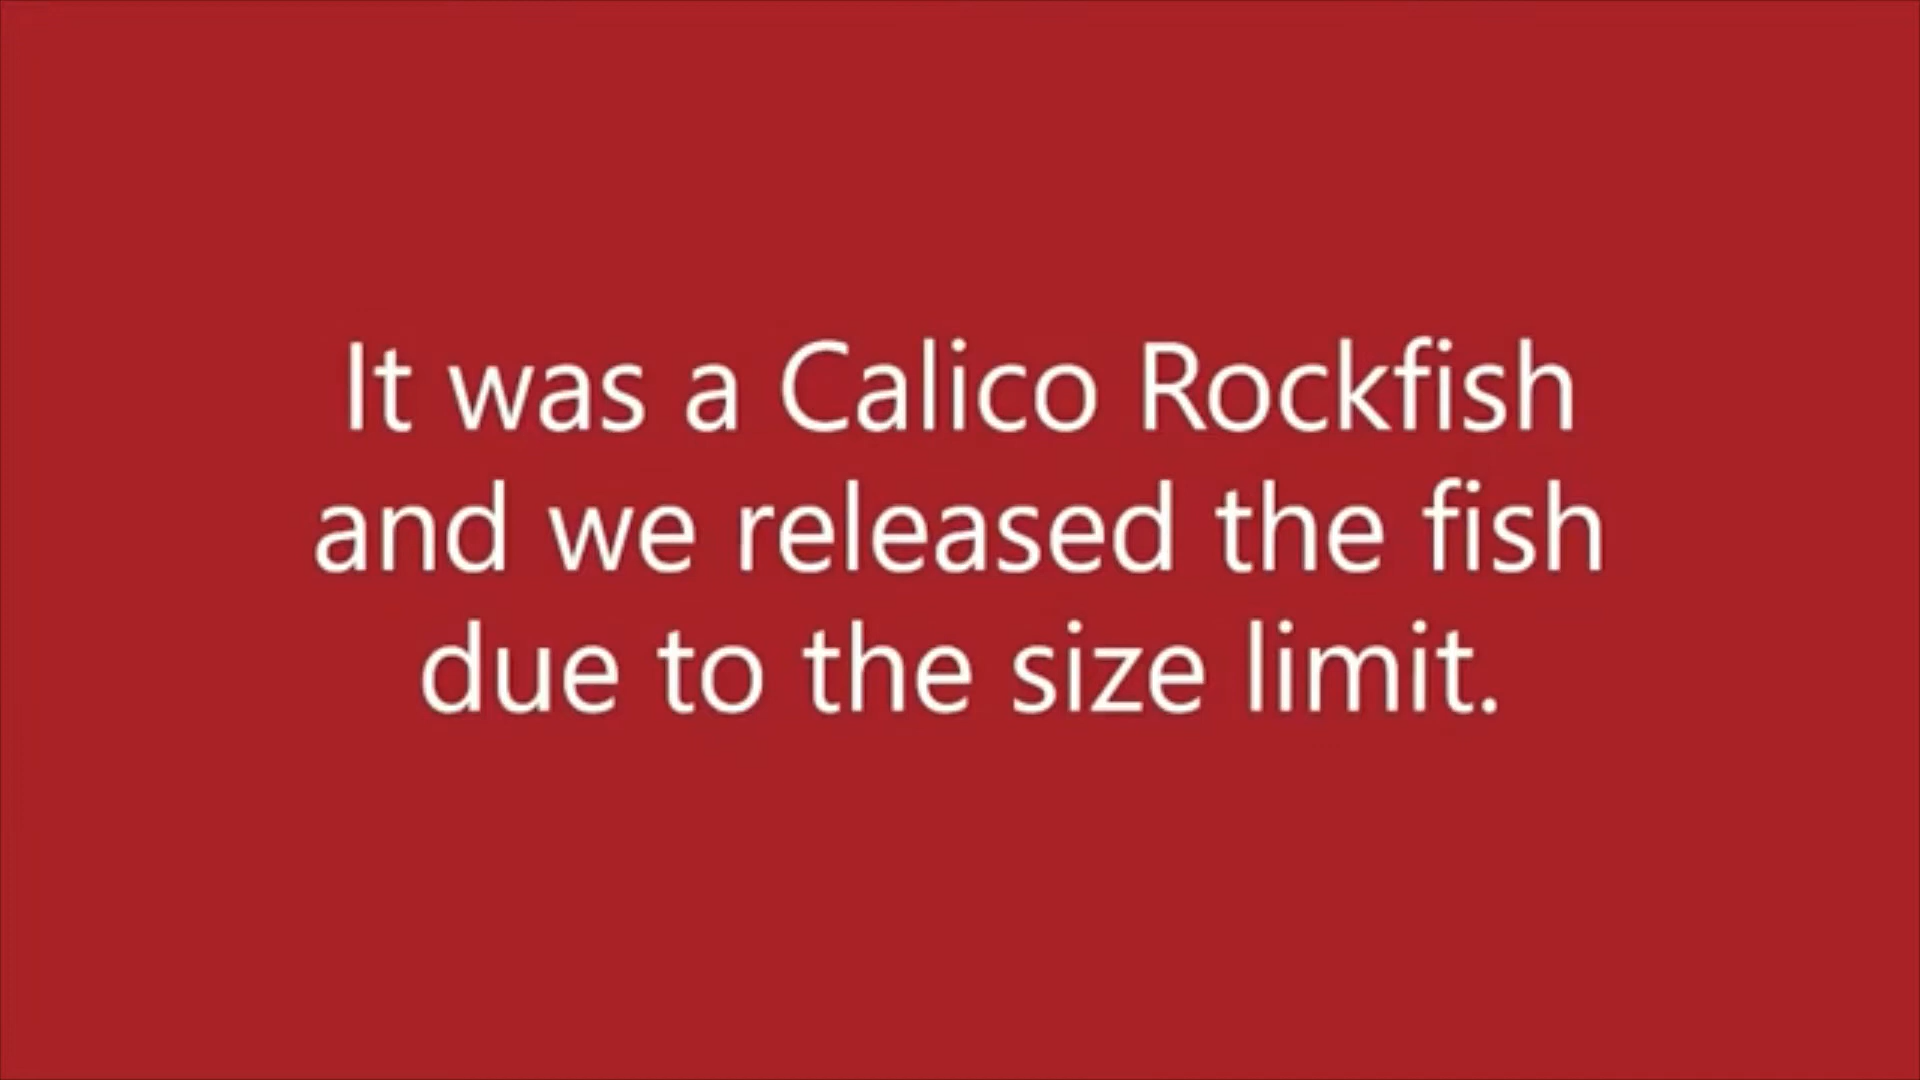 It was a Calico Rockfish
and we released the fish
due to the size limit.